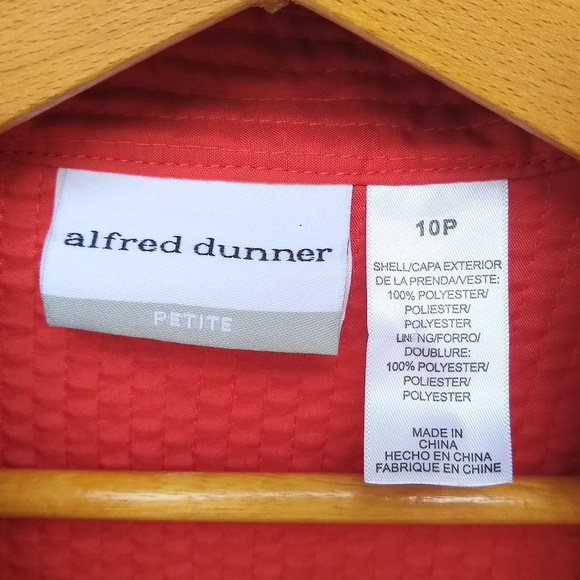 alfred dunner
PETITE
10P
SHELL/CAPA EXTERIOR
DE LA PRENDA/VESTE:
100% POLYESTER/
POLIESTER/
POLYESTER
LINING/FORRO/
DOUBLURE:
100% POLYESTER/
POLIESTER/
POLYESTER
MADE IN
CHINA
HECHO EN CHINA
FABRIQUE EN CHINE